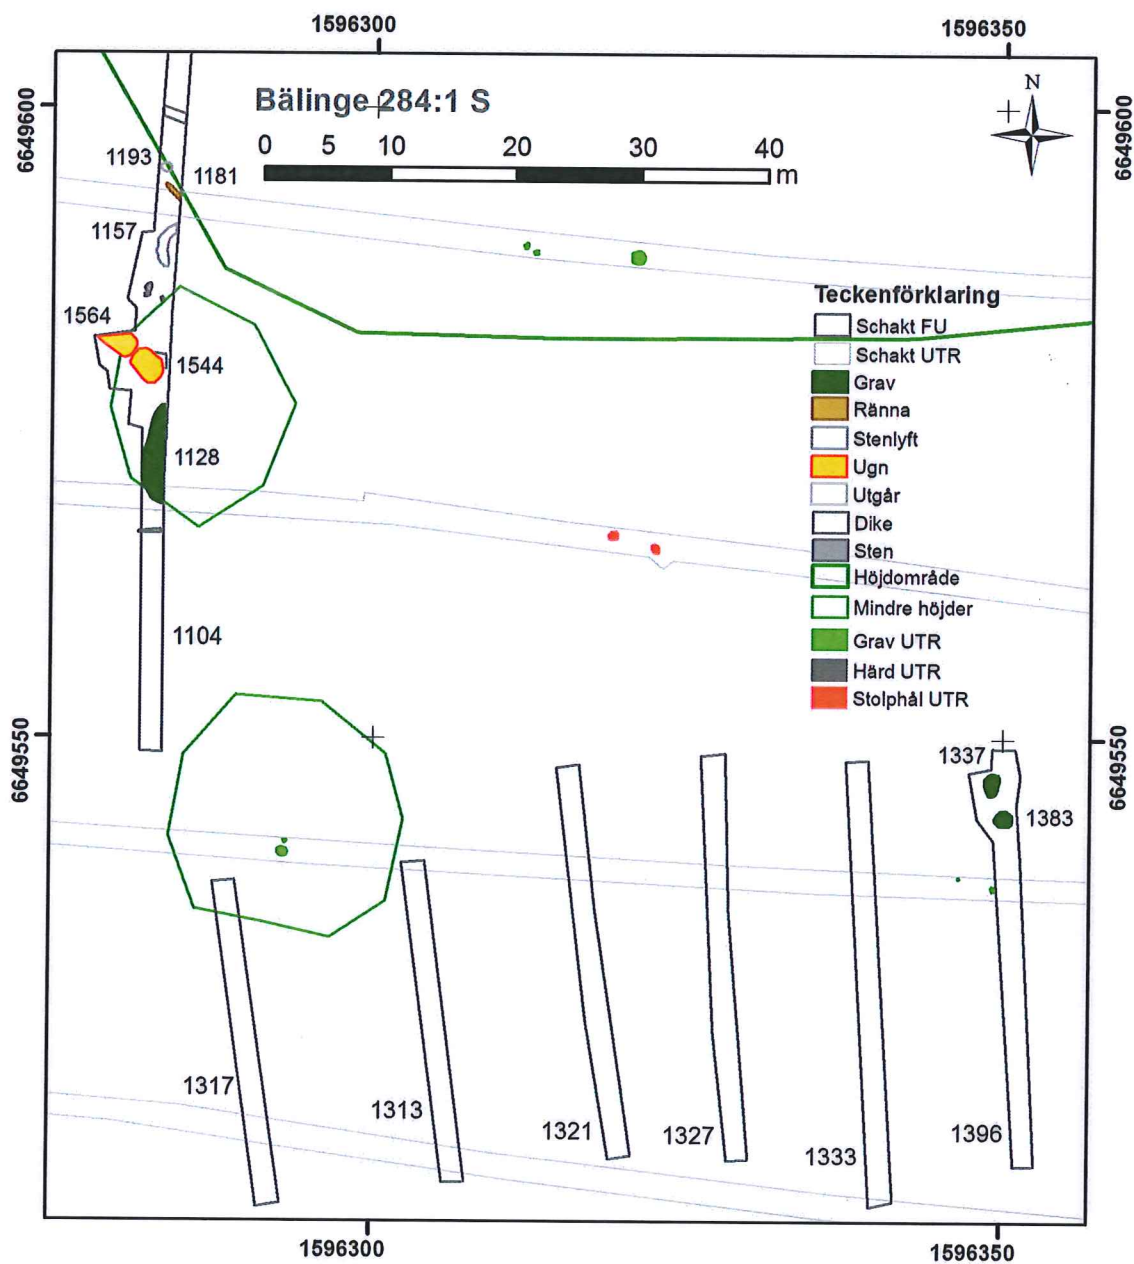 1596300
1596350
6649600
6649600
Bälinge 284:1 S
N
0 5 10 20 30 40
m
1193
1181
1157
1564
1544
1128
1104
Teckenförklaring
Schakt FU
Schakt UTR
Grav
Ränna
Stenlyft
Ugn
Utgår
Dike
Sten
Höjdområde
Mindre höjder
Grav UTR
Härd UTR
Stolphål UTR
6649550
6649550
1337
1383
1317
1313
1321
1327
1333
1396
1596300
1596350